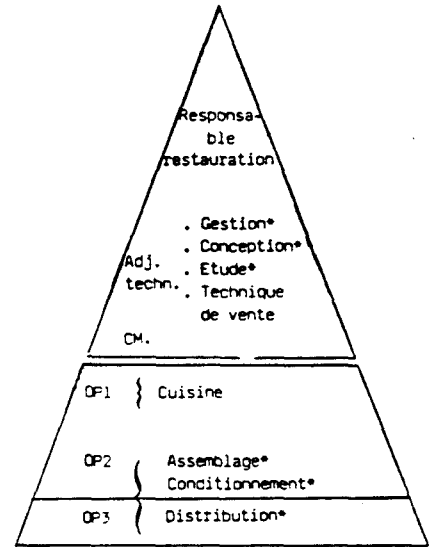 Responsa-
ble
restauration
. Gestion*
. Conception*
Adj. . Etude*
techn. . Technique
de vente
CM.
OP1 { Cuisine
OP2 { Assemblage*
Conditionnement*
OP3 { Distribution*